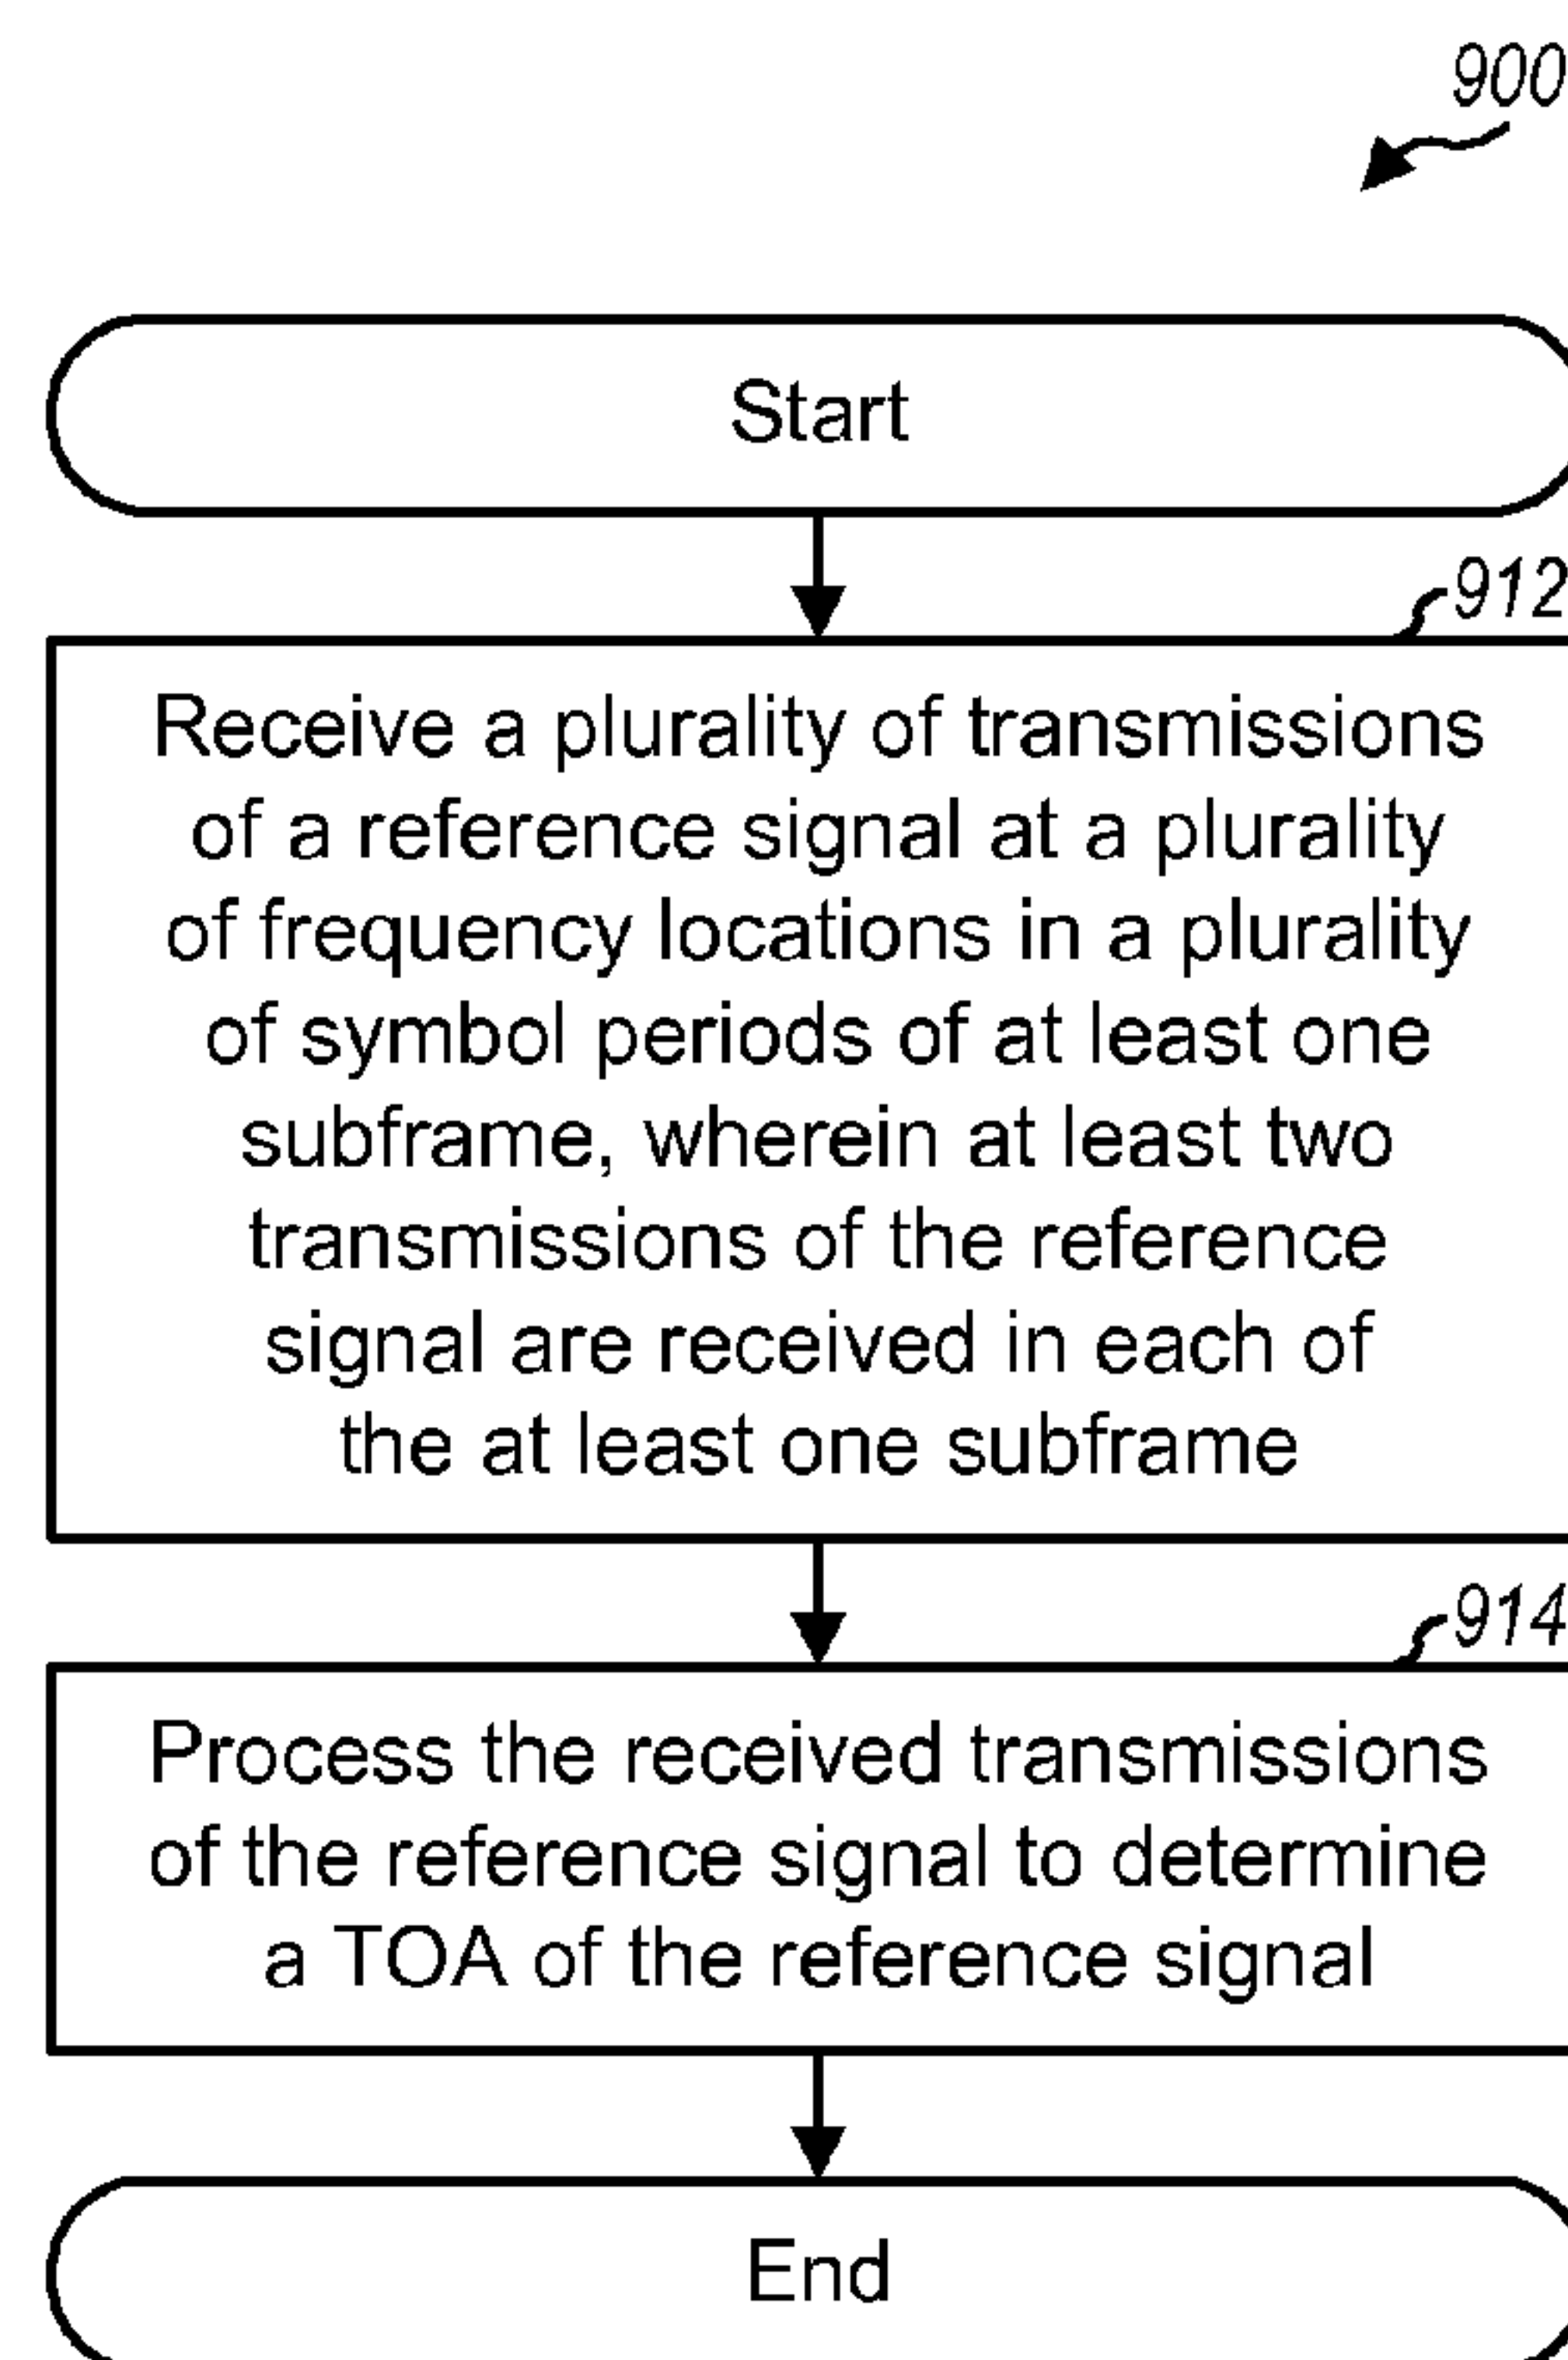 900
Start
912
Receive a plurality of transmissions
of a reference signal at a plurality
of frequency locations in a plurality
of symbol periods of at least one
subframe, wherein at least two
transmissions of the reference
signal are received in each of
the at least one subframe
914
Process the received transmissions
of the reference signal to determine
a TOA of the reference signal
End